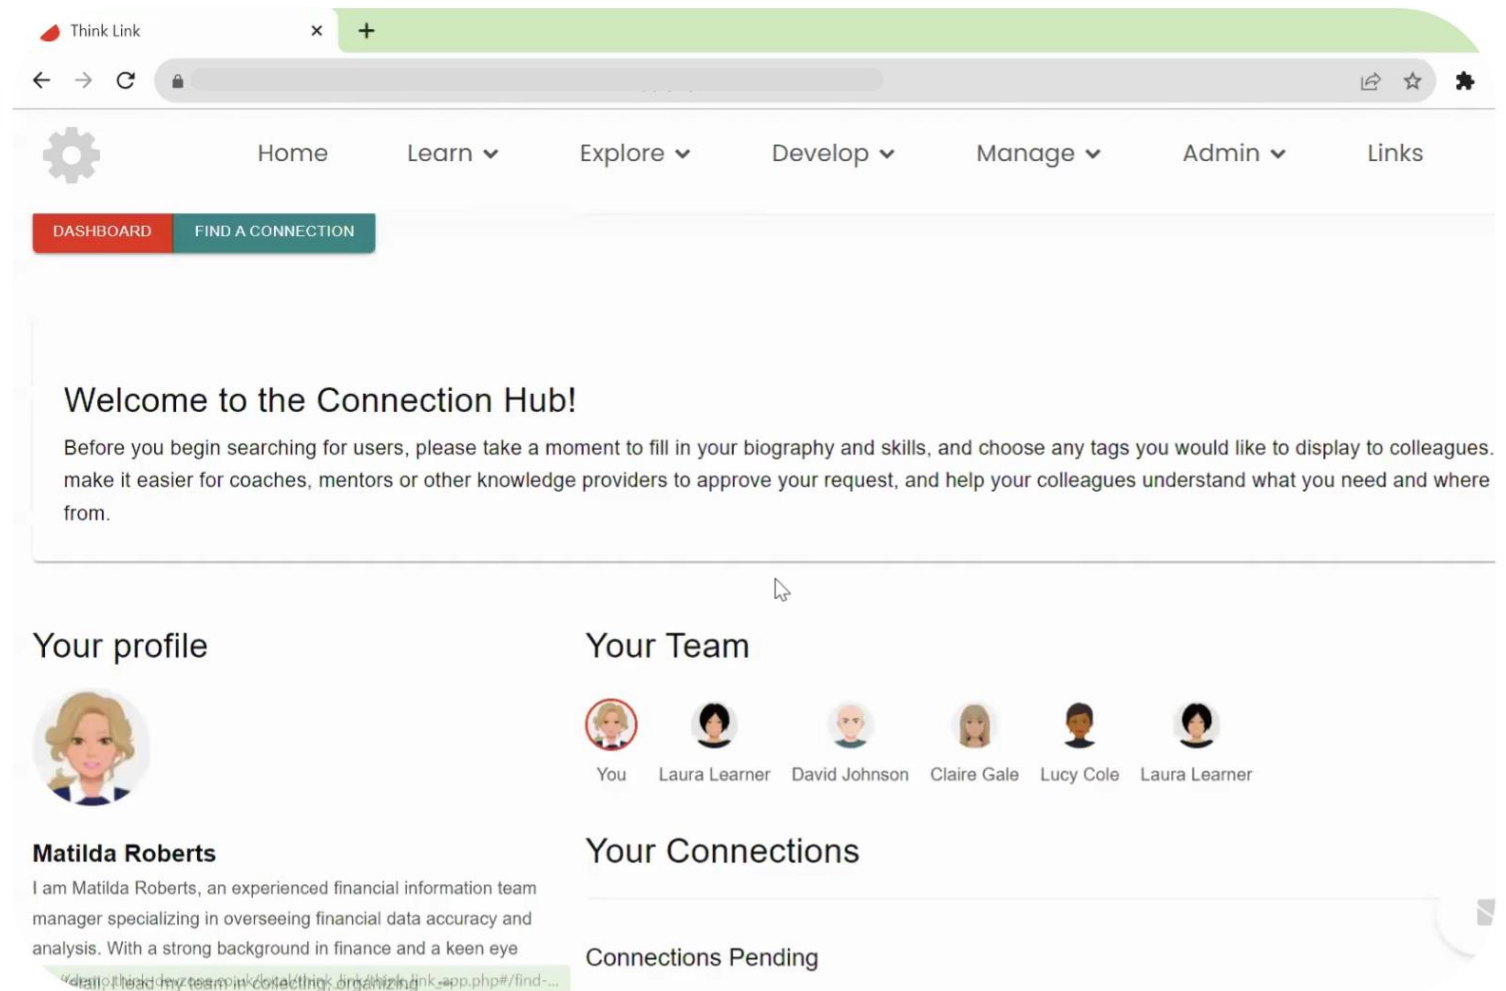 Think Link
Home Learn Explore Develop Manage Admin Links
DASHBOARD FIND A CONNECTION
Welcome to the Connection Hub!
Before you begin searching for users, please take a moment to fill in your biography and skills, and choose any tags you would like to display to colleagues.
make it easier for coaches, mentors or other knowledge providers to approve your request, and help your colleagues understand what you need and where
from.
Your profile
Your Team
You Laura Learner David Johnson Claire Gale Lucy Cole Laura Learner
Matilda Roberts
I am Matilda Roberts, an experienced financial information team
manager specializing in overseeing financial data accuracy and
analysis. With a strong background in finance and a keen eye
Your Connections
Connections Pending